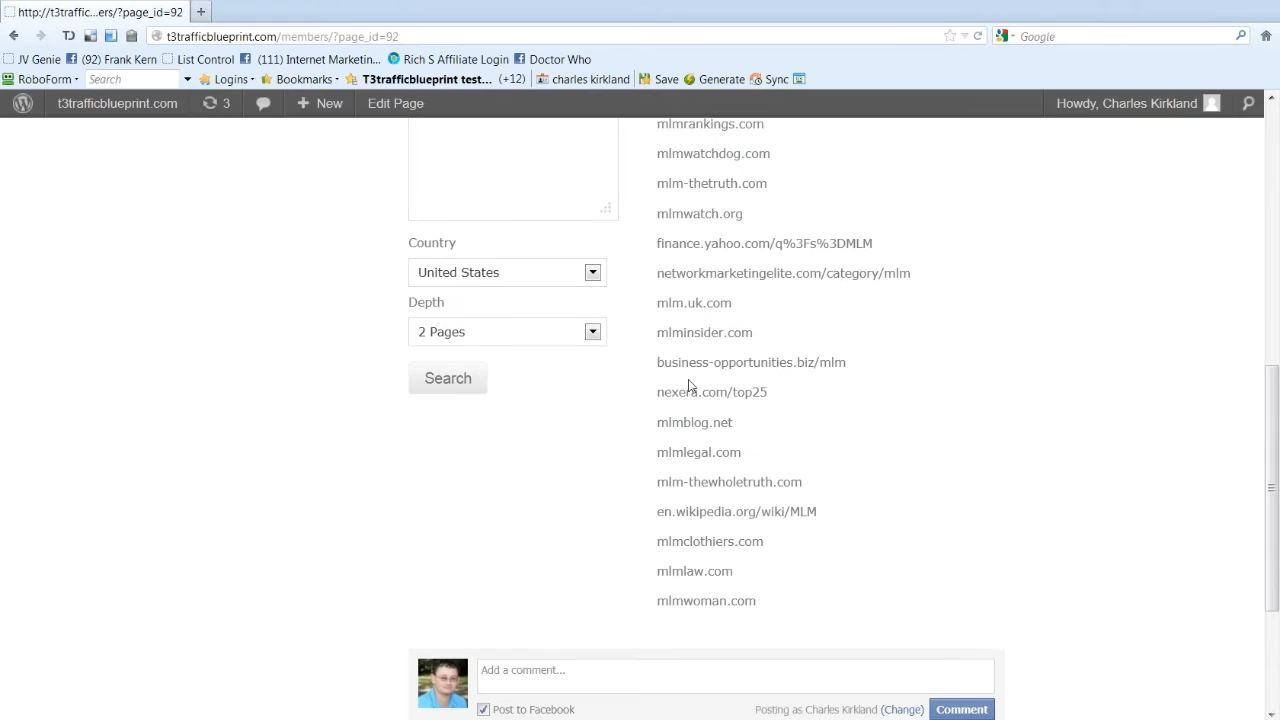 http://t3traffic...ers/?page_id=92
t3trafficblueprint.com/members/?page_id=92
Google
JV Genie (92) Frank Kern List Control (111) Internet Marketin... Rich S Affiliate Login Doctor Who
RoboForm Search Logins Bookmarks T3trafficblueprint test... (+12) charles kirkland Save Generate Sync
t3trafficblueprint.com 3 New Edit Page Howdy, Charles Kirkland
mlmrankings.com
mlmwatchdog.com
mlm-thetruth.com
mlmwatch.org
Country
finance.yahoo.com/q%3Fs%3DMLM
United States
networkmarketingelite.com/category/mlm
Depth
mlm.uk.com
2 Pages
mlminsider.com
business-opportunities.biz/mlm
Search
nexera.com/top25
mlmblog.net
mlmlegal.com
mlm-thewholetruth.com
en.wikipedia.org/wiki/MLM
mlmclothiers.com
mlmlaw.com
mlmwoman.com
Add a comment...
Post to Facebook
Posting as Charles Kirkland (Change) Comment